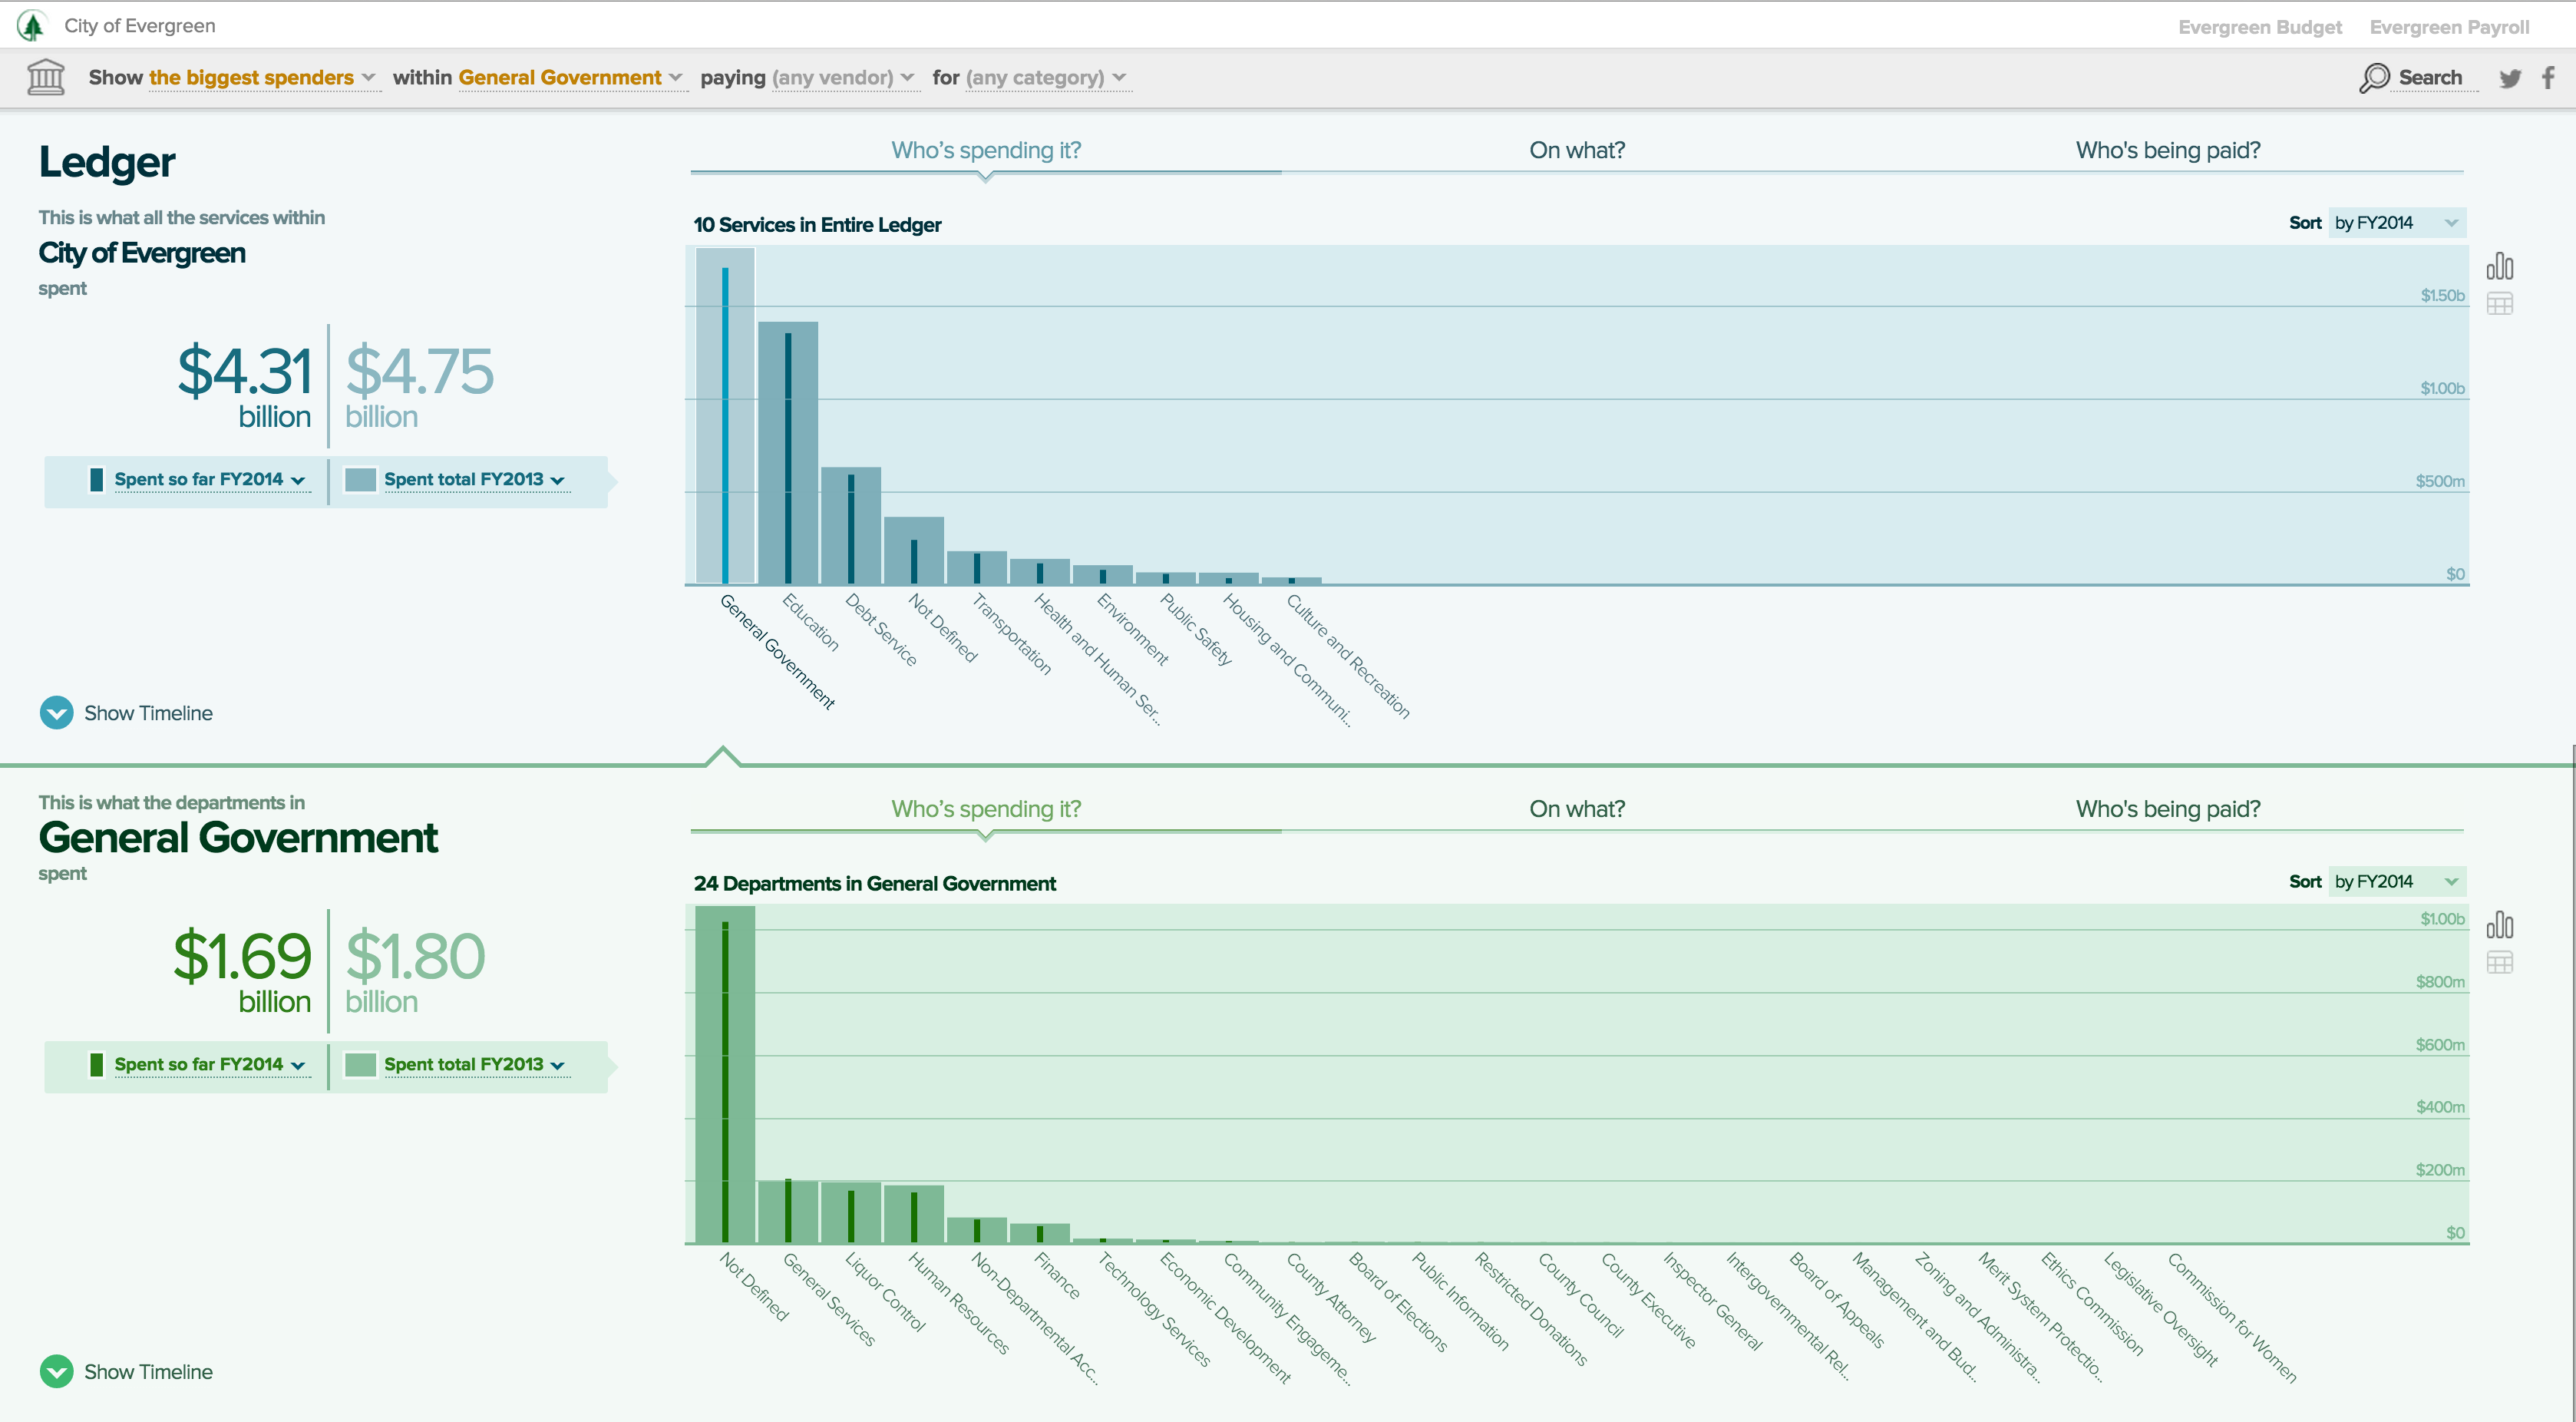 City of Evergreen
Evergreen Budget Evergreen Payroll
Show the biggest spenders within General Government paying (any vendor) for (any category)
Search
Ledger
Who's spending it? On what? Who's being paid?
This is what all the services within
City of Evergreen
spent
10 Services in Entire Ledger
Sort by FY2014
$4.31 billion
$4.75 billion
Spent so far FY2014 Spent total FY2013
$1.50b
$1.00b
$500m
$0
General Government
Education
Debt Service
Not Defined
Transportation
Health and Human Ser...
Environment
Public Safety
Housing and Communi...
Culture and Recreation
Show Timeline
This is what the departments in
General Government
spent
Who's spending it? On what? Who's being paid?
24 Departments in General Government
Sort by FY2014
$1.69 billion
$1.80 billion
Spent so far FY2014 Spent total FY2013
$1.00b
$800m
$600m
$400m
$200m
$0
Not Defined
General Services
Liquor Control
Human Resources
Non-Departmental Acc...
Finance
Technology Services
Economic Development
Community Engageme...
County Attorney
Board of Elections
Public Information
Restricted Donations
County Council
County Executive
Inspector General
Intergovernmental Rel...
Board of Appeals
Management and Bud...
Zoning and Administra...
Merit System Protectio...
Ethics Commission
Legislative Oversight
Commission for Women
Show Timeline